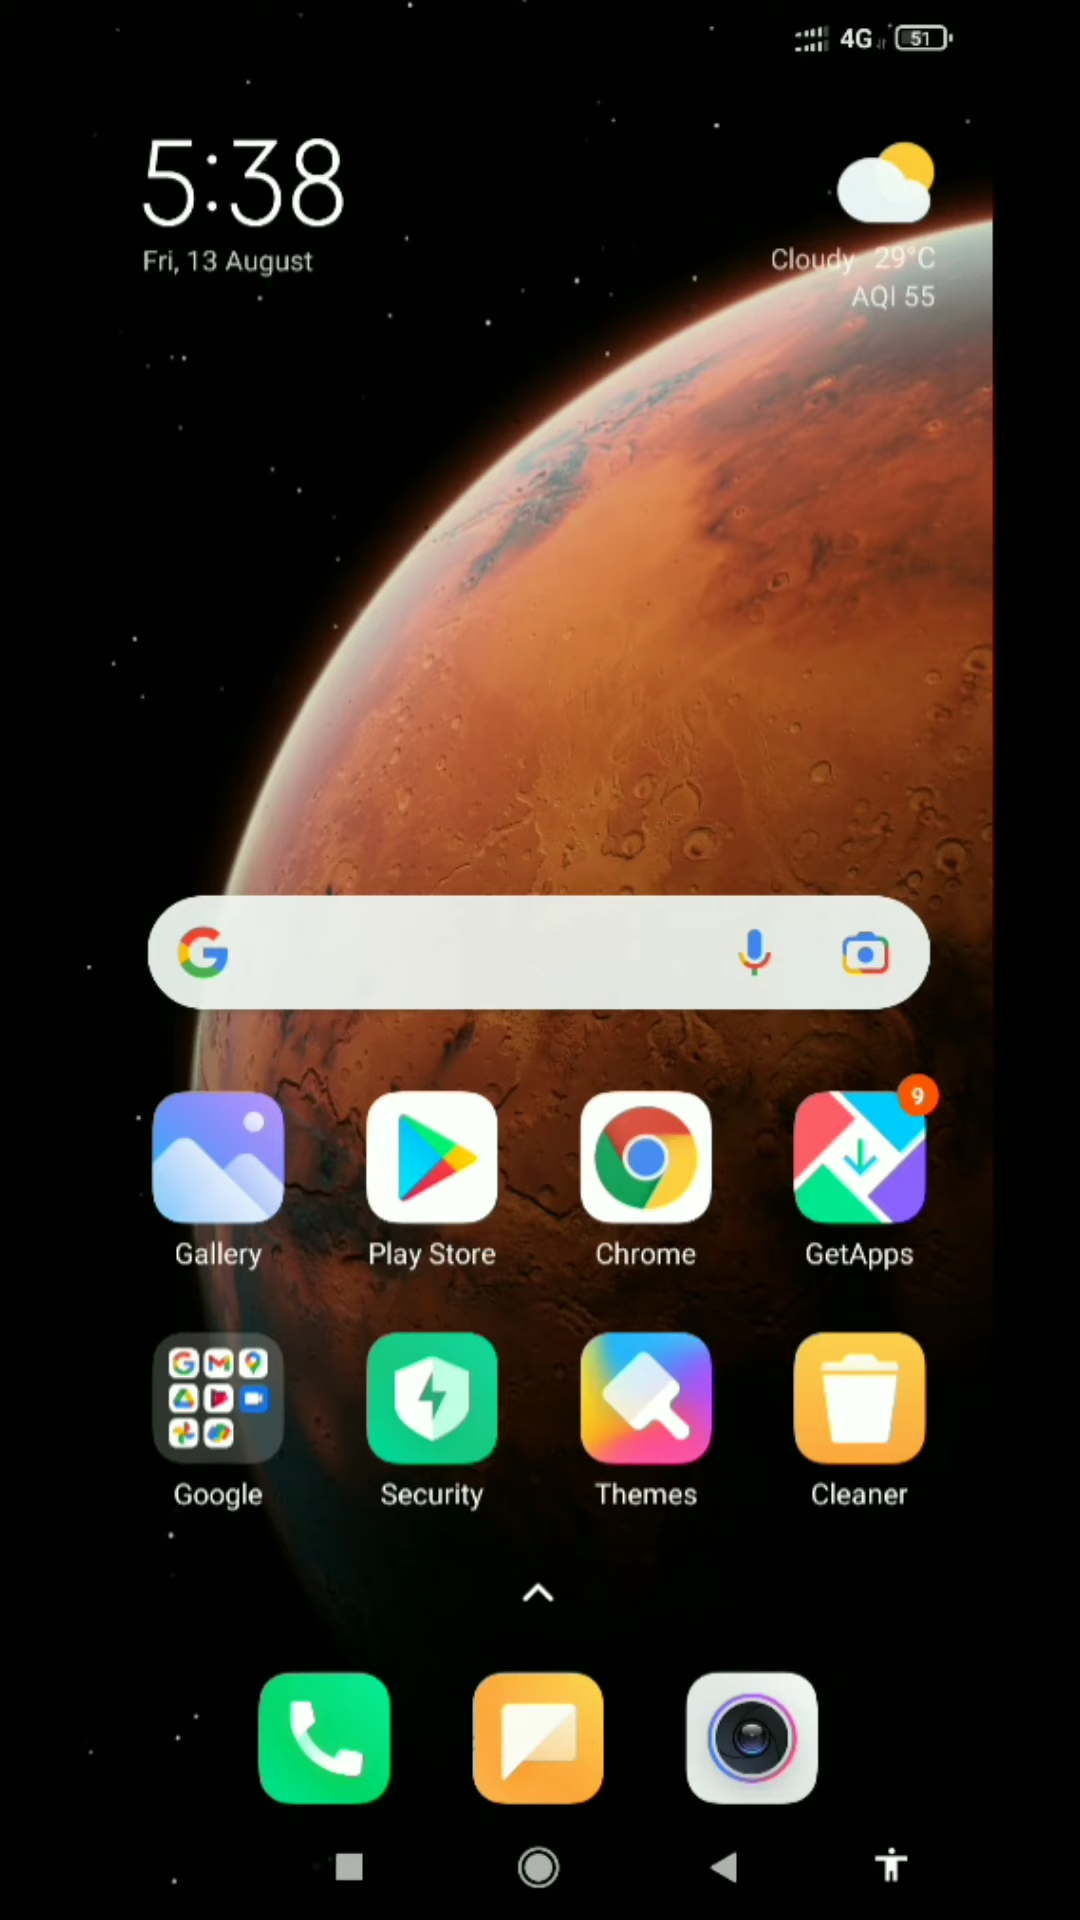 4G 51
5:38
Fri, 13 August
Cloudy 29°C
AQI 55
9
Gallery Play Store Chrome GetApps
Google Security Themes Cleaner